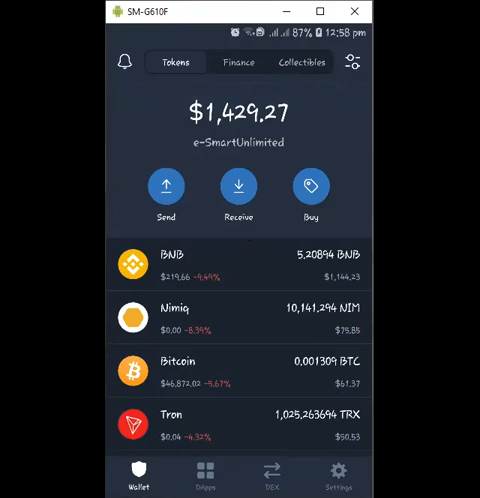 SM-G610F
87% 12:58 pm
Tokens Finance Collectibles
$1,429.27
e-SmartUnlimited
Send Receive Buy
BNB 5,20894 BNB
$219,66 -9,49% $1,144,23
Nimiq 10,141,294 NIM
$0,00 -8,39% $75,85
Bitcoin 0,001309 BTC
$46,872,02 -5,67% $61,37
Tron 1,025,263694 TRX
$0,04 -4,32% $50,53
Wallet DApps DEX Settings